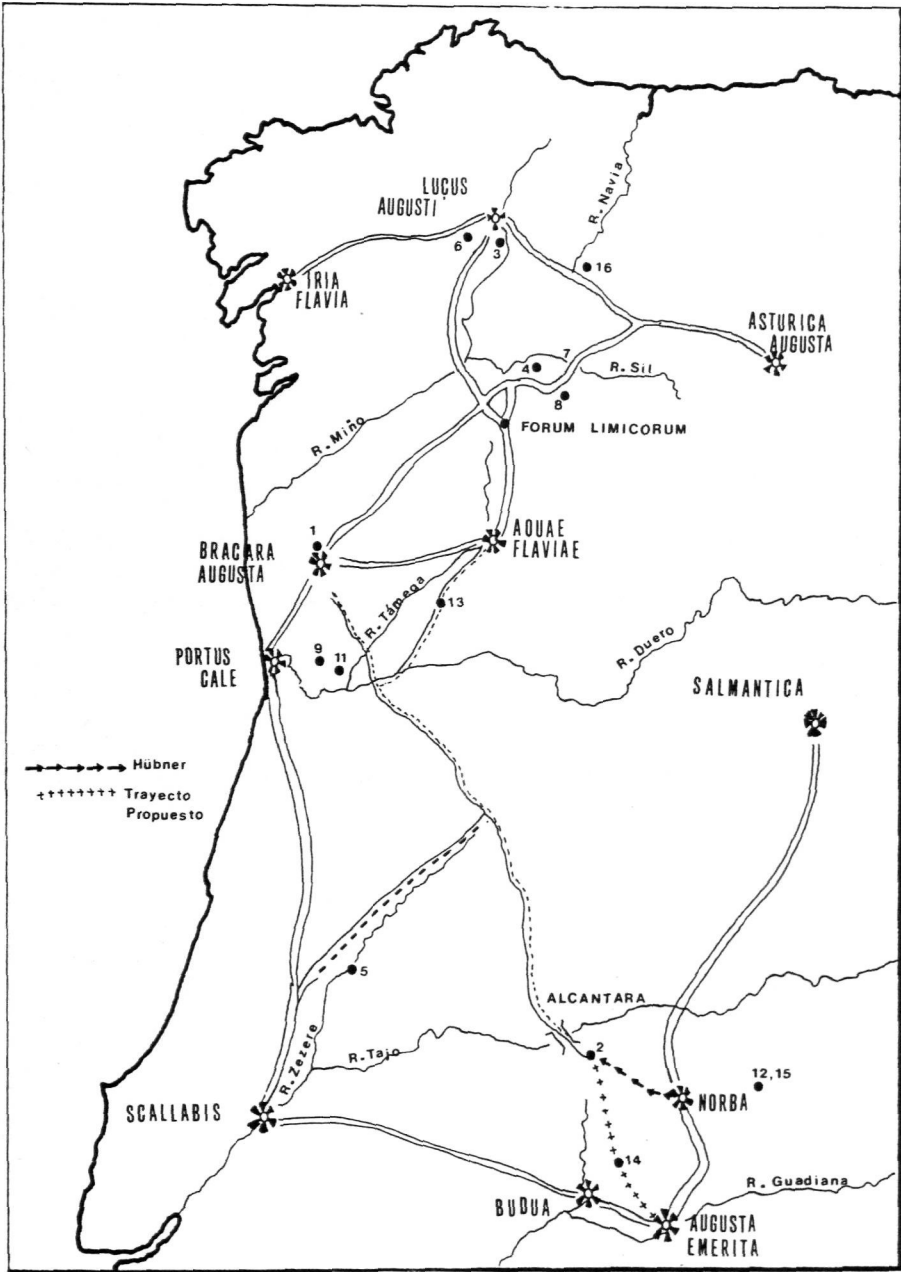 LUCUS
AUGUSTI
R. Navia
6
3
16
IRIA
FLAVIA
ASTURICA
AUGUSTA
7
4
R. Sil
8
R. Miño
FORUM LIMICORUM
1
BRACARA
AUGUSTA
AQUAE
FLAVIAE
R. Támega
13
PORTUS
CALE
9
11
R. Duero
SALMANTICA
Hübner
Trayecto
Propuesto
5
ALCANTARA
R. Zezere
R. Tajo
2
12,15
NORBA
SCALLABIS
14
R. Guadiana
BUDUA
AUGUSTA
EMERITA